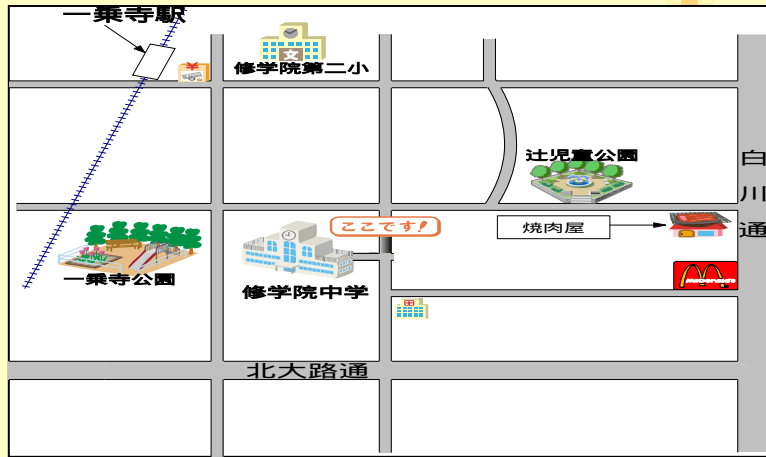 一乗寺駅
文
修学院第二小
辻児童公園
白川通
ここです!
焼肉屋
一乗寺公園
修学院中学
McDonald's
北大路通